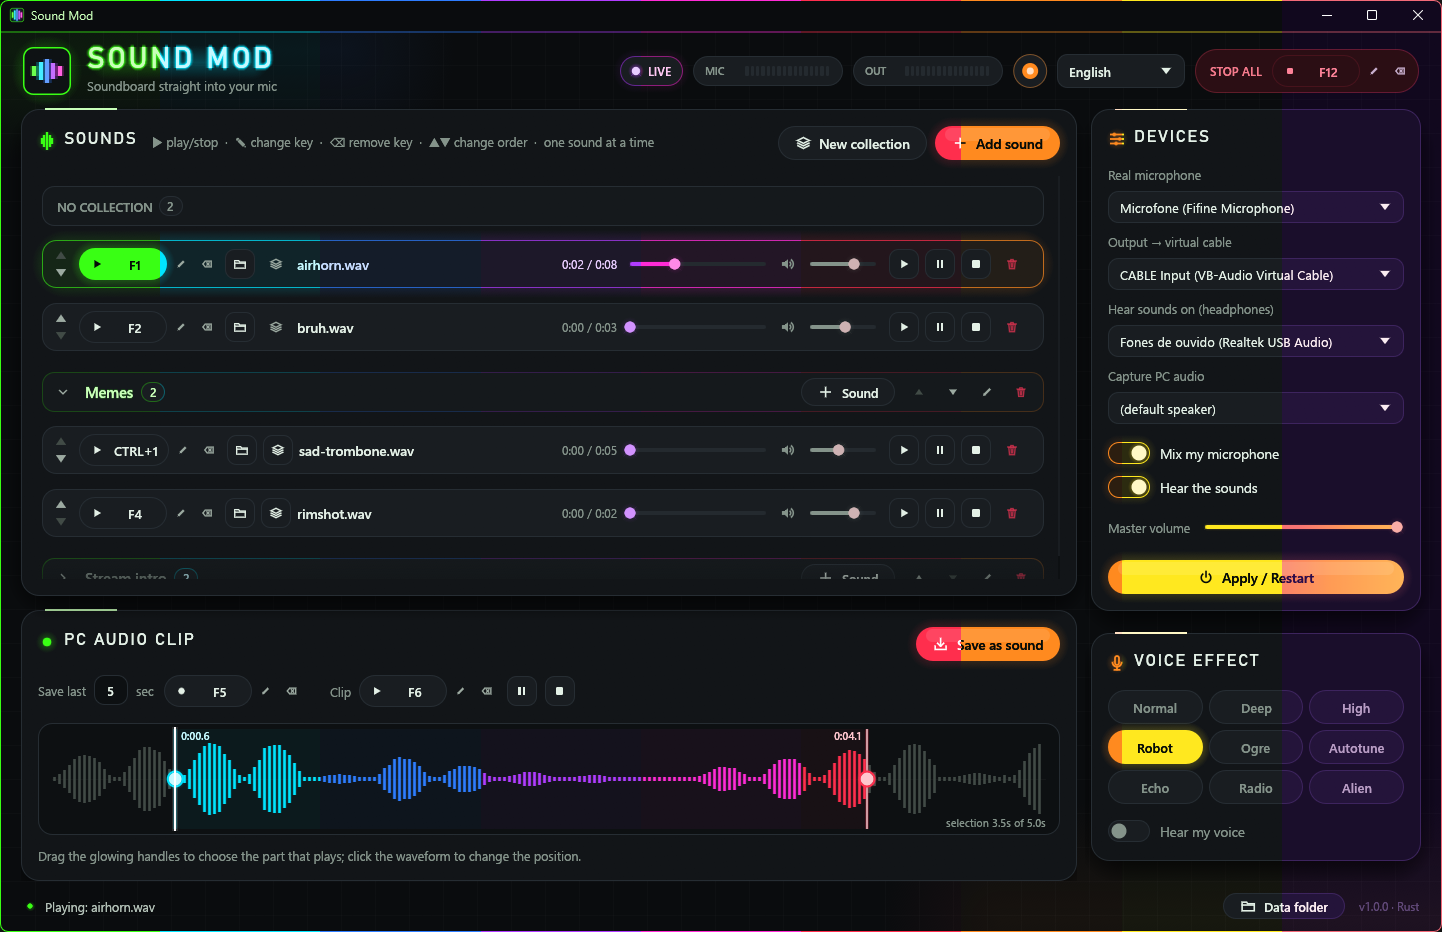 Sound Mod
SOUND MOD
Soundboard straight into your mic
LIVE
MIC
OUT
English
STOP ALL
F12
SOUNDS
play/stop · change key · remove key · ▲▼ change order · one sound at a time
New collection
Add sound
NO COLLECTION 2
F1
airhorn.wav
0:02 / 0:08
F2
bruh.wav
0:00 / 0:03
Memes 2
Sound
CTRL+1
sad-trombone.wav
0:00 / 0:05
F4
rimshot.wav
0:00 / 0:02
Stream intro 2
Sound
PC AUDIO CLIP
Save as sound
Save last 5 sec
F5
Clip
F6
0:00.6
0:04.1
selection 3.5s of 5.0s
Drag the glowing handles to choose the part that plays; click the waveform to change the position.
DEVICES
Real microphone
Microfone (Fifine Microphone)
Output → virtual cable
CABLE Input (VB-Audio Virtual Cable)
Hear sounds on (headphones)
Fones de ouvido (Realtek USB Audio)
Capture PC audio
(default speaker)
Mix my microphone
Hear the sounds
Master volume
Apply / Restart
VOICE EFFECT
Normal
Deep
High
Robot
Ogre
Autotune
Echo
Radio
Alien
Hear my voice
Playing: airhorn.wav
Data folder
v1.0.0 · Rust